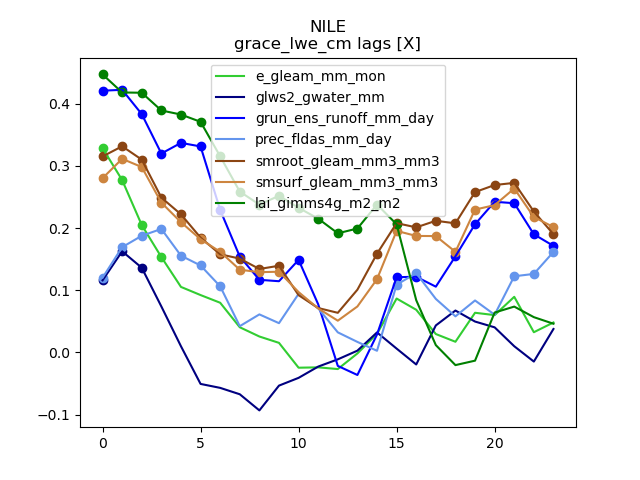 NILE
grace_lwe_cm lags [X]
e_gleam_mm_mon
glws2_gwater_mm
grun_ens_runoff_mm_day
prec_fldas_mm_day
smroot_gleam_mm3_mm3
smsurf_gleam_mm3_mm3
lai_gimms4g_m2_m2
0.4
0.3
0.2
0.1
0.0
−0.1
0 5 10 15 20